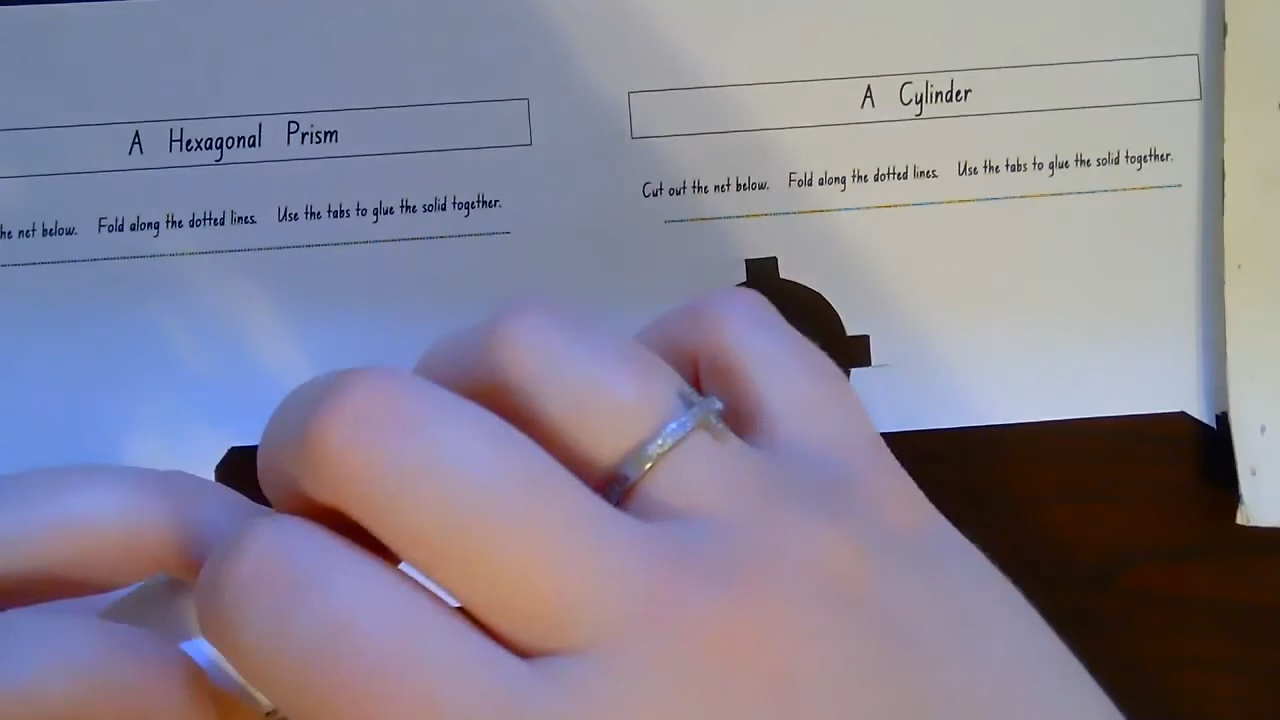 A Hexagonal Prism
he net below. Fold along the dotted lines. Use the tabs to glue the solid together.
A Cylinder
Cut out the net below. Fold along the dotted lines. Use the tabs to glue the solid together.